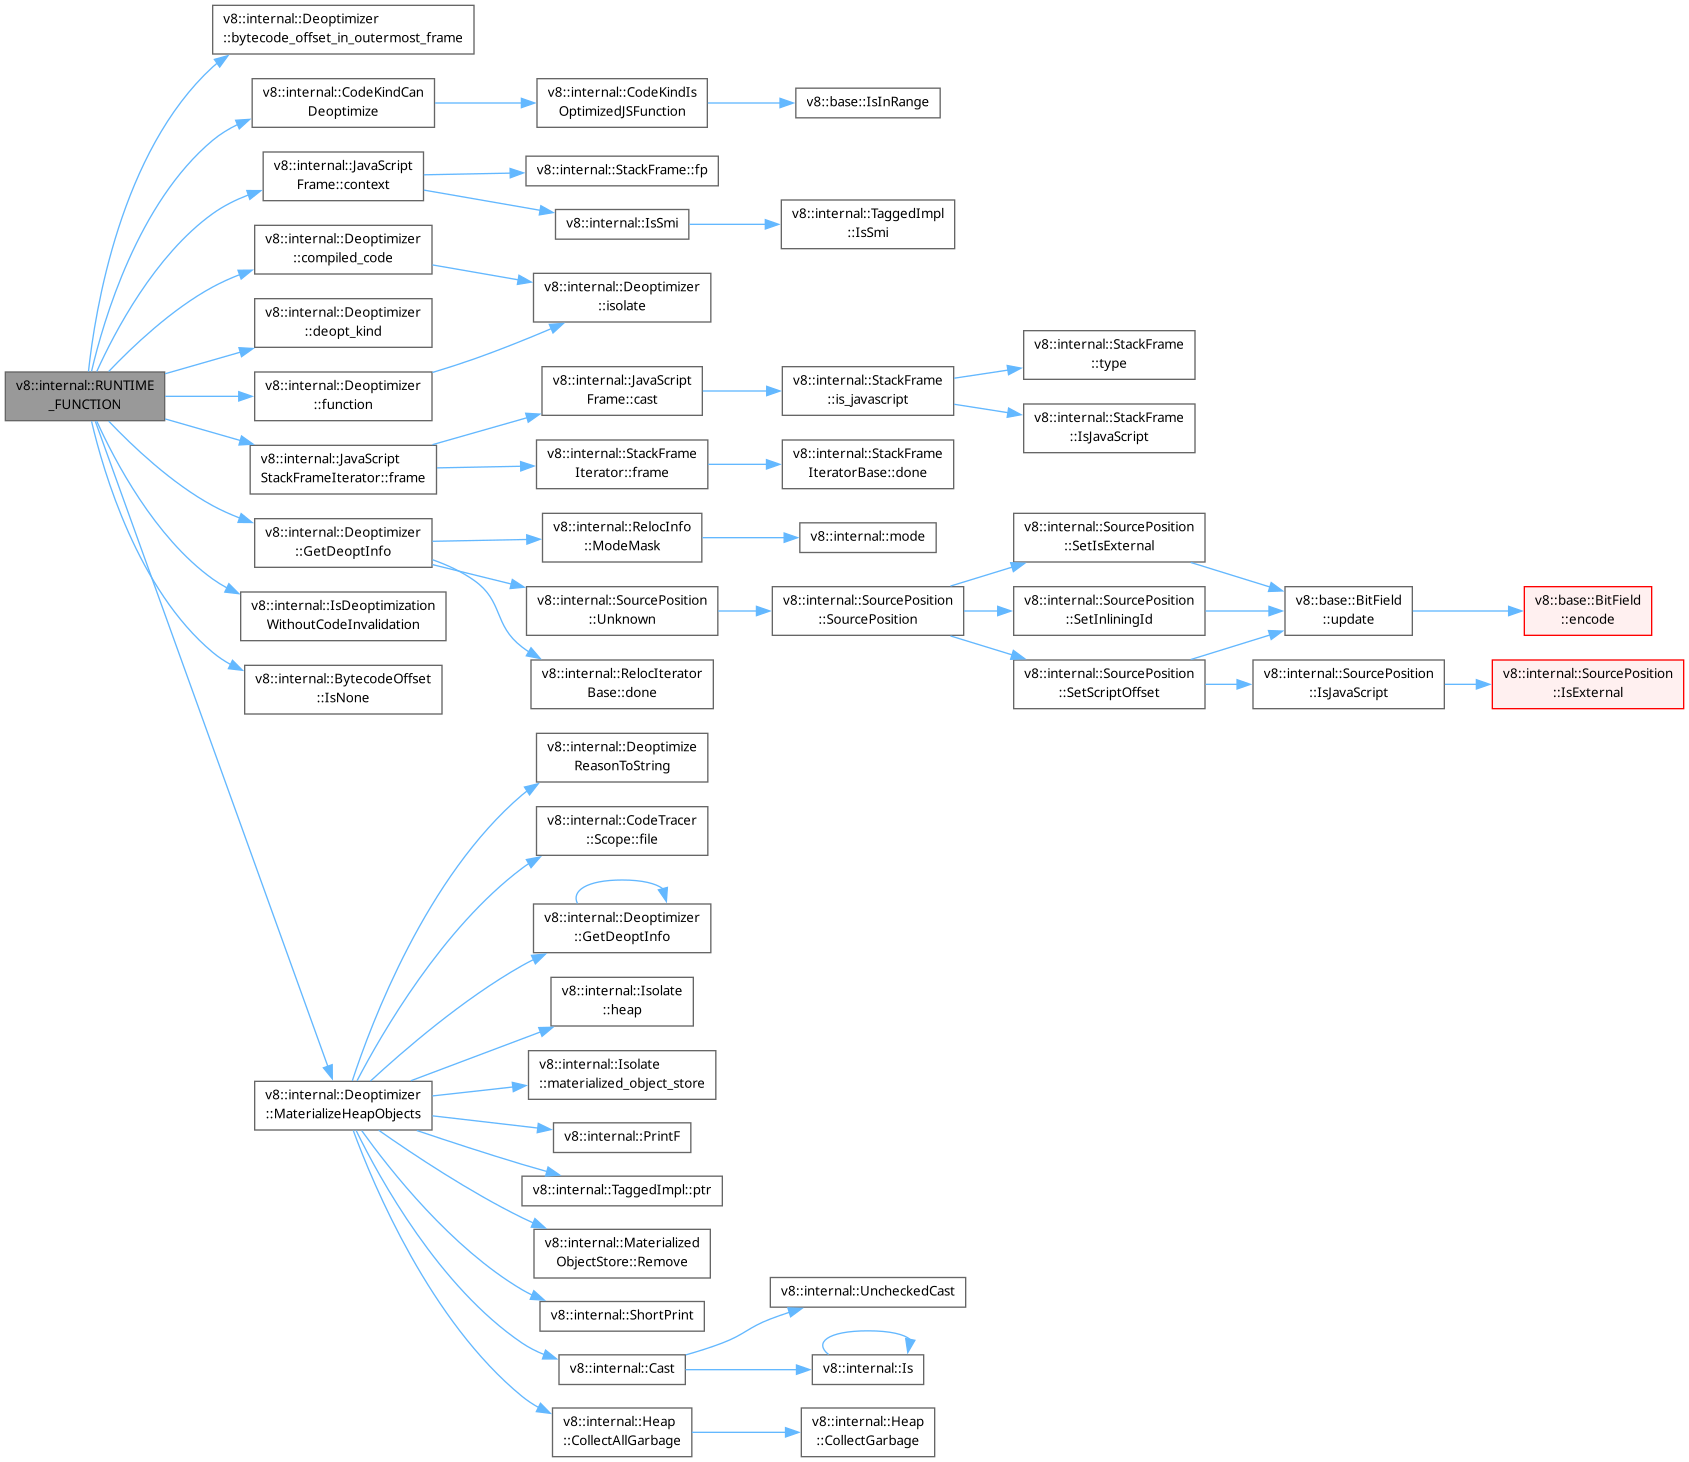 v8::internal::RUNTIME
_FUNCTION
v8::internal::Deoptimizer
::bytecode_offset_in_outermost_frame
v8::internal::CodeKindCan
Deoptimize
v8::internal::CodeKindIs
OptimizedJSFunction
v8::base::IsInRange
v8::internal::JavaScript
Frame::context
v8::internal::StackFrame::fp
v8::internal::IsSmi
v8::internal::TaggedImpl
::IsSmi
v8::internal::Deoptimizer
::compiled_code
v8::internal::Deoptimizer
::isolate
v8::internal::Deoptimizer
::deopt_kind
v8::internal::Deoptimizer
::function
v8::internal::JavaScript
StackFrameIterator::frame
v8::internal::JavaScript
Frame::cast
v8::internal::StackFrame
::is_javascript
v8::internal::StackFrame
::type
v8::internal::StackFrame
::IsJavaScript
v8::internal::StackFrame
Iterator::frame
v8::internal::StackFrame
IteratorBase::done
v8::internal::Deoptimizer
::GetDeoptInfo
v8::internal::RelocInfo
::ModeMask
v8::internal::mode
v8::internal::SourcePosition
::Unknown
v8::internal::SourcePosition
::SourcePosition
v8::internal::SourcePosition
::SetIsExternal
v8::internal::SourcePosition
::SetInliningId
v8::internal::SourcePosition
::SetScriptOffset
v8::base::BitField
::update
v8::base::BitField
::encode
v8::internal::SourcePosition
::IsJavaScript
v8::internal::SourcePosition
::IsExternal
v8::internal::RelocIterator
Base::done
v8::internal::IsDeoptimization
WithoutCodeInvalidation
v8::internal::BytecodeOffset
::IsNone
v8::internal::Deoptimizer
::MaterializeHeapObjects
v8::internal::Deoptimize
ReasonToString
v8::internal::CodeTracer
::Scope::file
v8::internal::Deoptimizer
::GetDeoptInfo
v8::internal::Isolate
::heap
v8::internal::Isolate
::materialized_object_store
v8::internal::PrintF
v8::internal::TaggedImpl::ptr
v8::internal::Materialized
ObjectStore::Remove
v8::internal::ShortPrint
v8::internal::Cast
v8::internal::UncheckedCast
v8::internal::Is
v8::internal::Heap
::CollectAllGarbage
v8::internal::Heap
::CollectGarbage